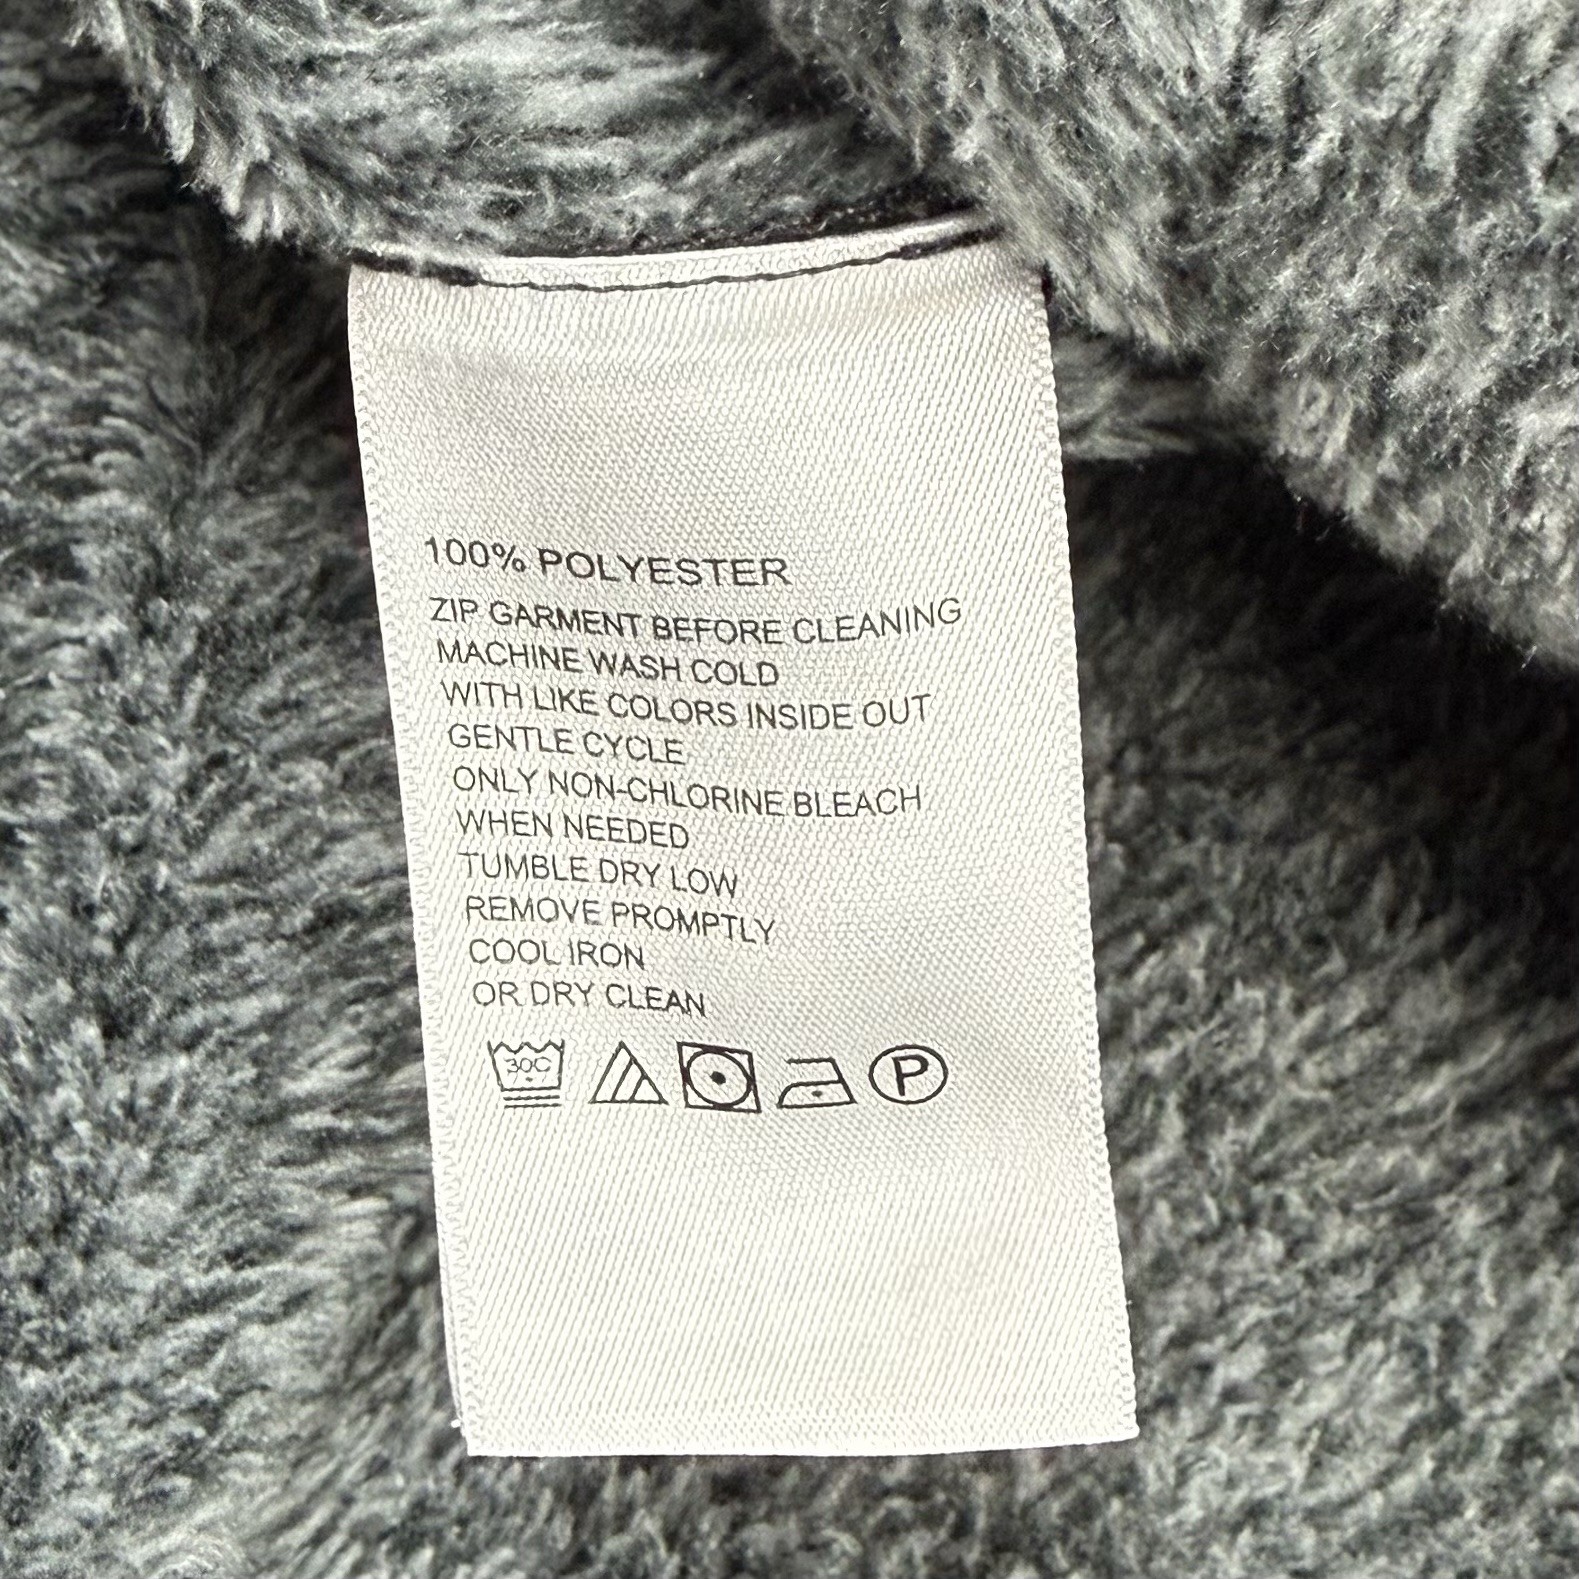 100% POLYESTER
ZIP GARMENT BEFORE CLEANING
MACHINE WASH COLD
WITH LIKE COLORS INSIDE OUT
GENTLE CYCLE
ONLY NON-CHLORINE BLEACH
WHEN NEEDED
TUMBLE DRY LOW
REMOVE PROMPTLY
COOL IRON
OR DRY CLEAN
30C P